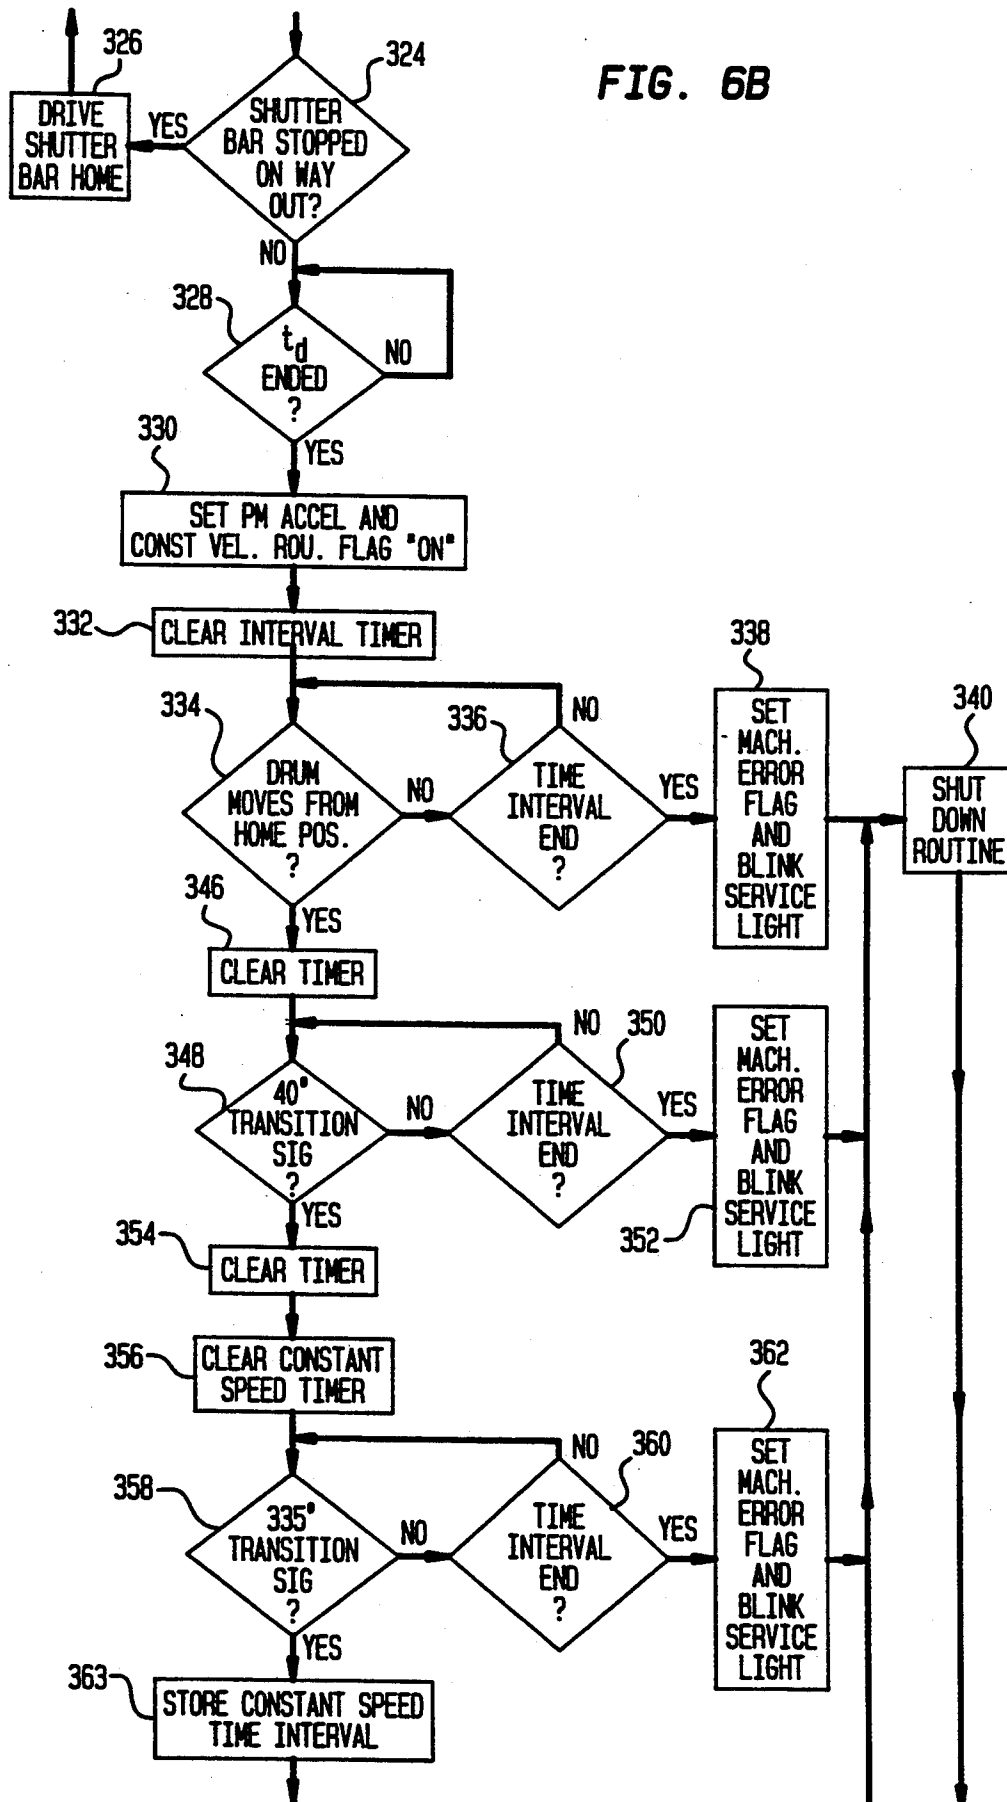 FIG. 6B
326
324
DRIVE
SHUTTER
BAR HOME
YES
SHUTTER
BAR STOPPED
ON WAY
OUT?
NO
328
t_d
ENDED
?
NO
YES
330
SET PM ACCEL AND
CONST VEL. ROU. FLAG "ON"
332
CLEAR INTERVAL TIMER
334
DRUM
MOVES FROM
HOME POS.
?
NO
336
NO
TIME
INTERVAL
END
?
YES
338
SET
MACH.
ERROR
FLAG
AND
BLINK
SERVICE
LIGHT
340
SHUT
DOWN
ROUTINE
YES
346
CLEAR TIMER
348
40°
TRANSITION
SIG
?
NO
NO
350
TIME
INTERVAL
END
?
YES
SET
MACH.
ERROR
FLAG
AND
BLINK
SERVICE
LIGHT
352
YES
354
CLEAR TIMER
356
CLEAR CONSTANT
SPEED TIMER
358
335°
TRANSITION
SIG
?
NO
NO
360
TIME
INTERVAL
END
?
YES
362
SET
MACH.
ERROR
FLAG
AND
BLINK
SERVICE
LIGHT
YES
363
STORE CONSTANT SPEED
TIME INTERVAL